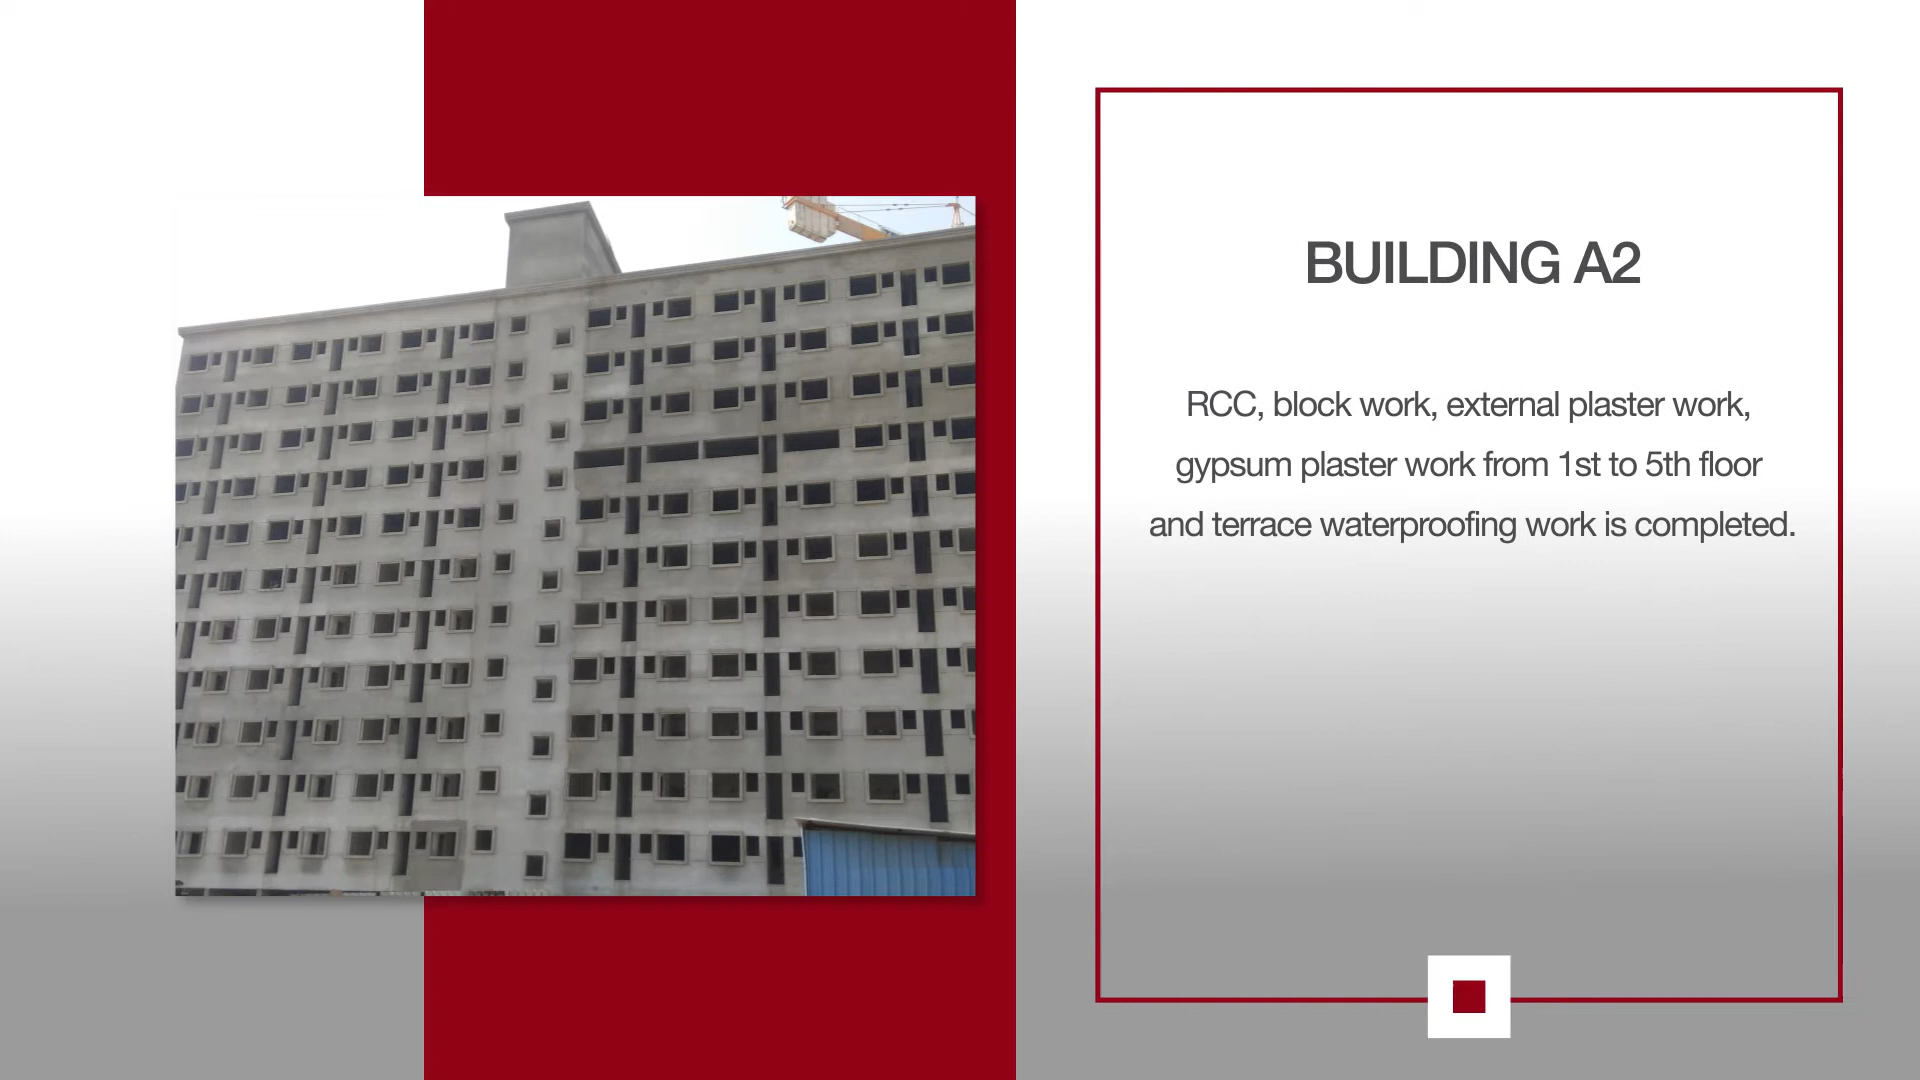 BUILDING A2
RCC, block work, external plaster work,
gypsum plaster work from 1st to 5th floor
and terrace waterproofing work is completed.